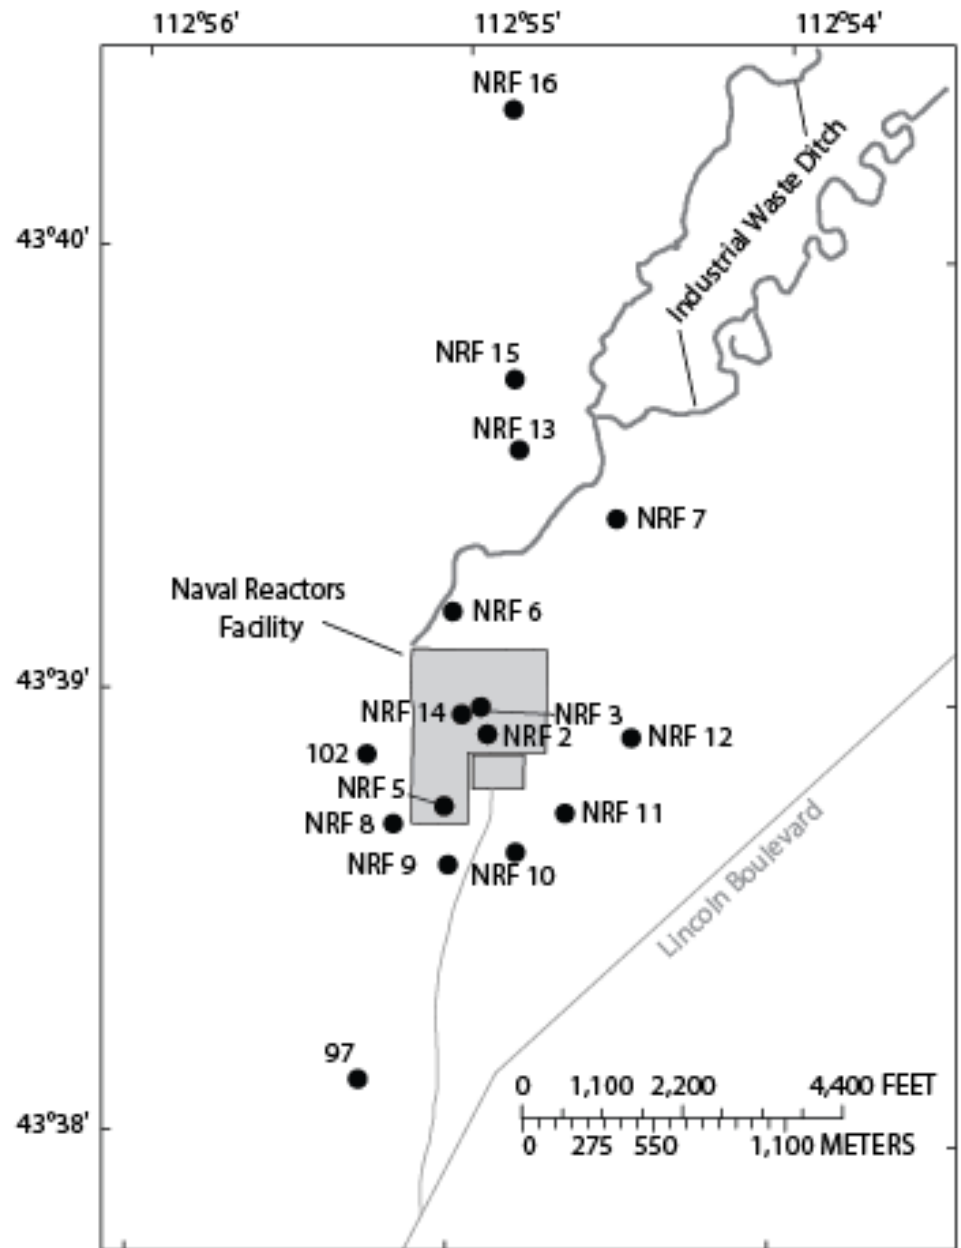 112°56' 112°55' 112°54'
NRF 16
Industrial Waste Ditch
43°40'
NRF 15
NRF 13
NRF 7
Naval Reactors
Facility
NRF 6
43°39'
NRF 14
NRF 3
NRF 2
NRF 12
102
NRF 5
NRF 11
NRF 8
NRF 9
NRF 10
Lincoln Boulevard
97
0 1,100 2,200 4,400 FEET
0 275 550 1,100 METERS
43°38'